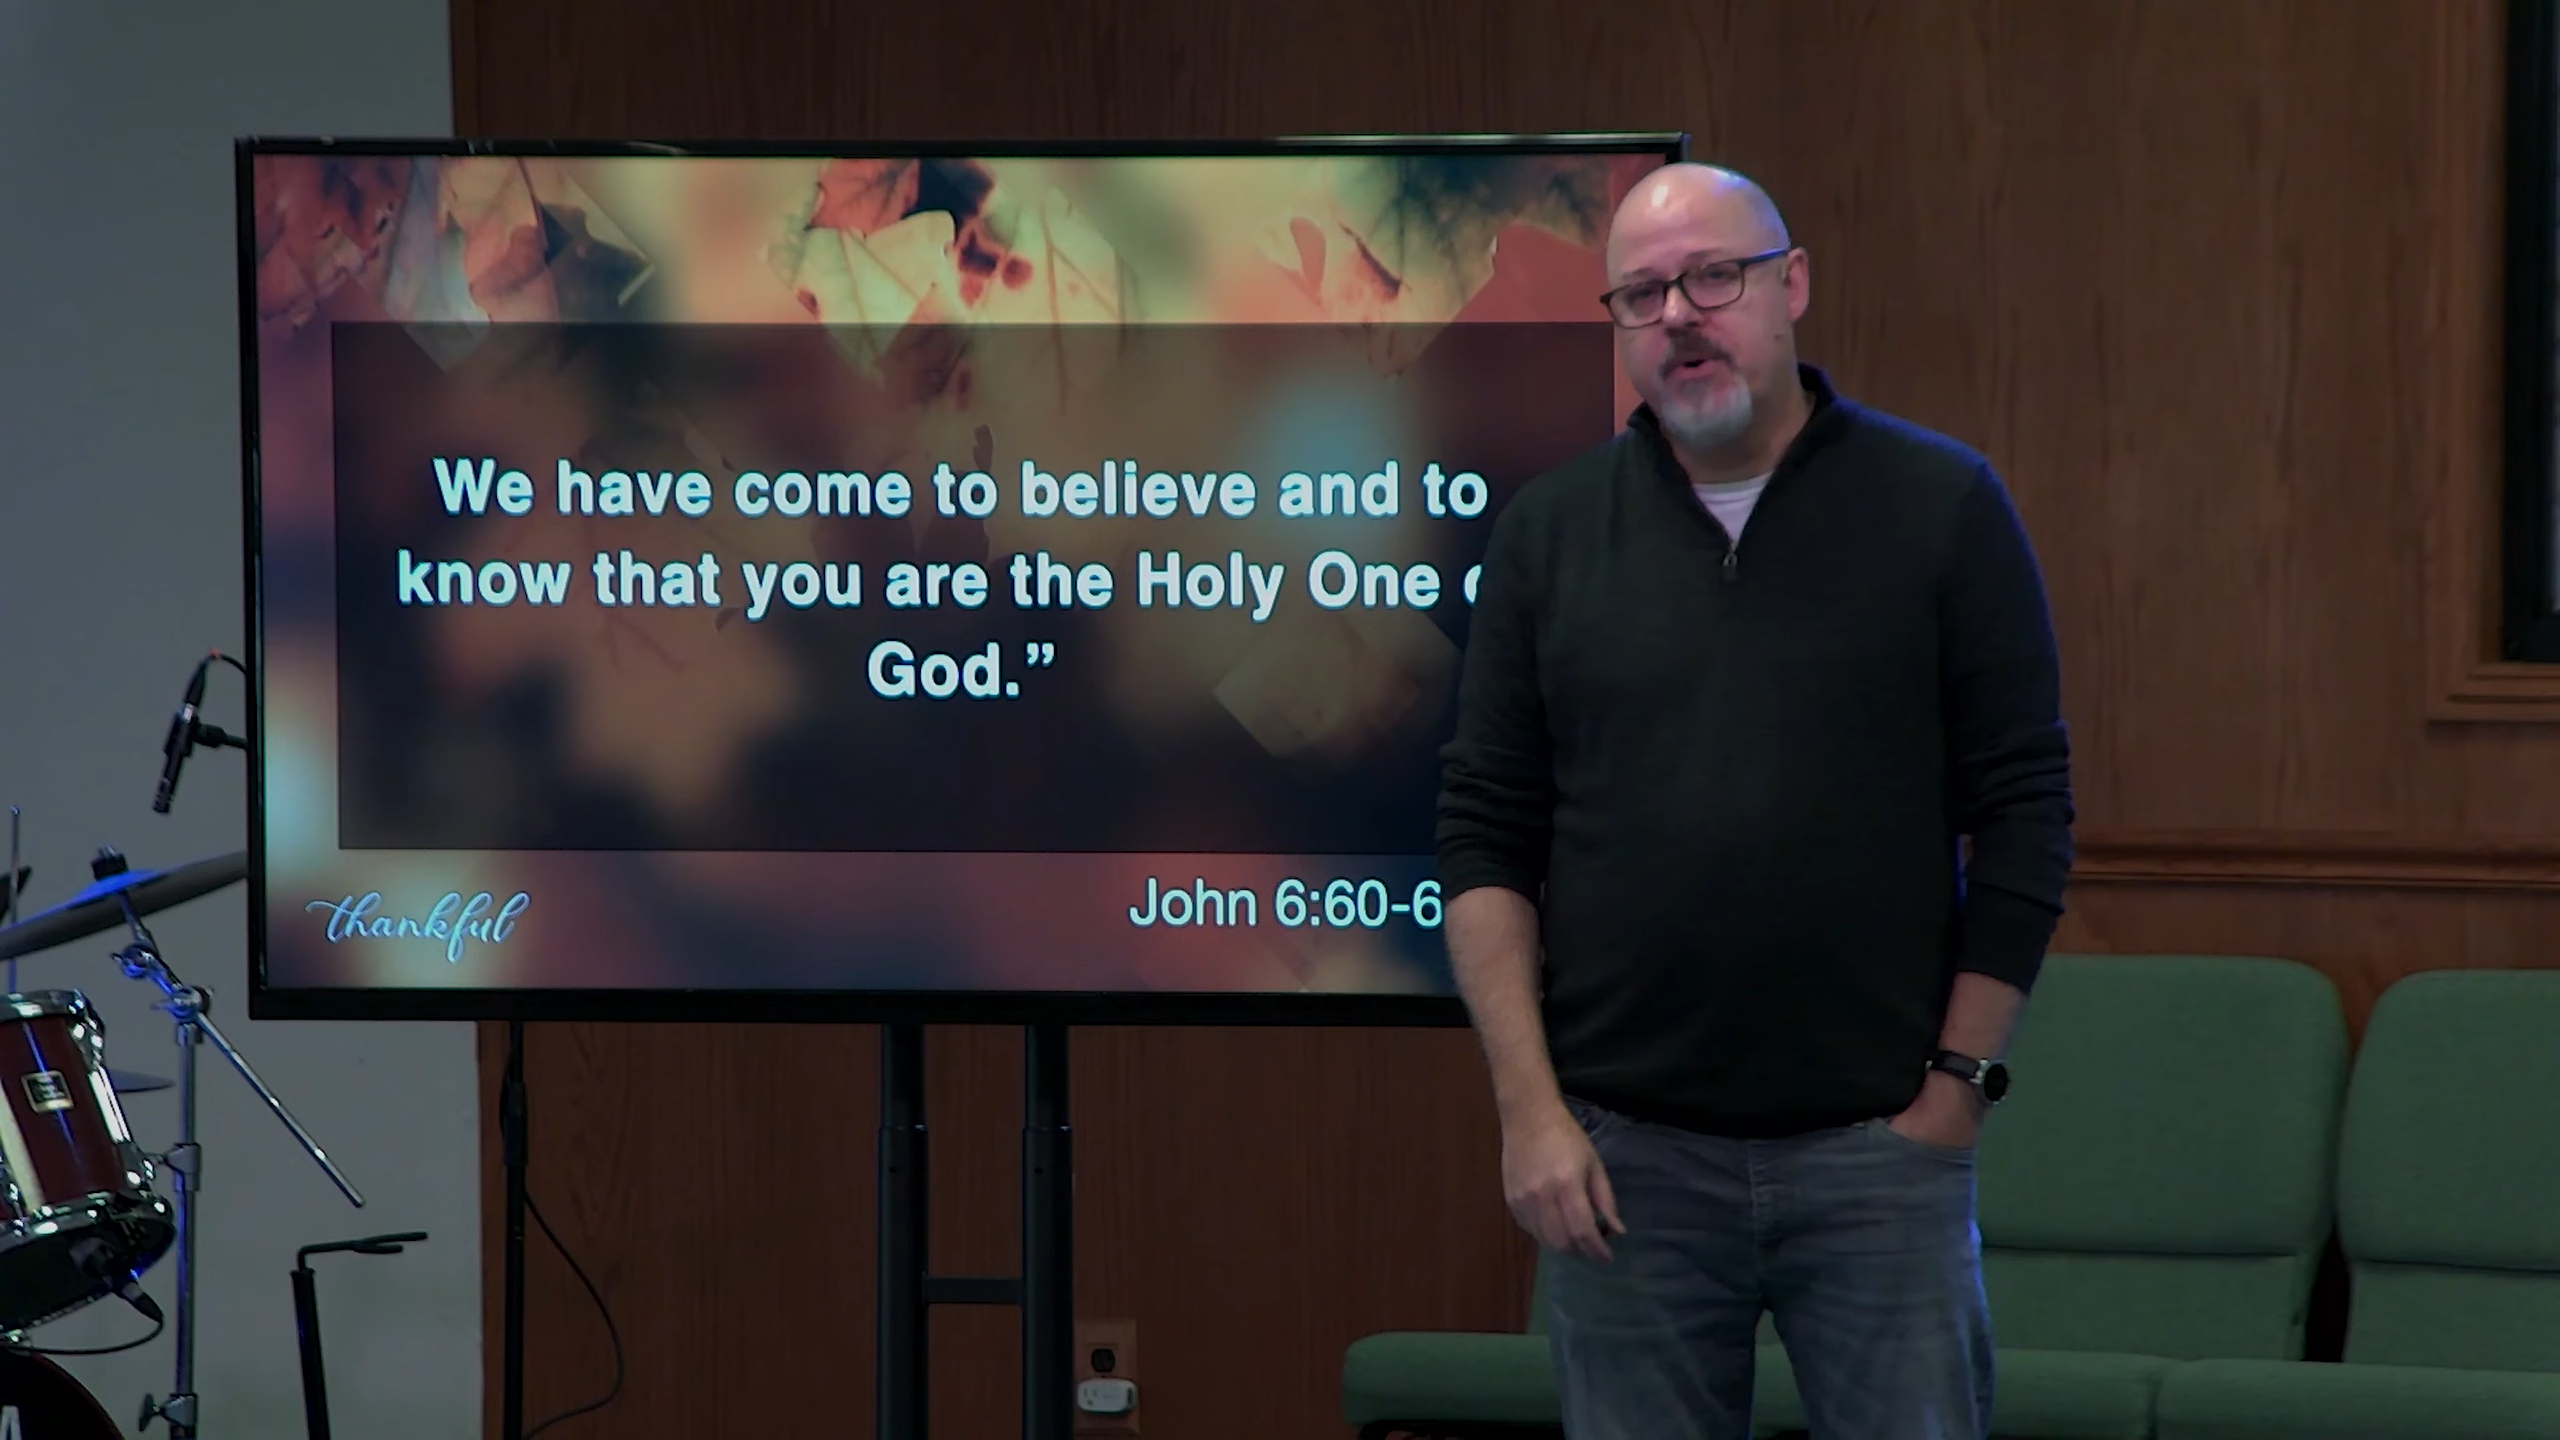 We have come to believe and to
know that you are the Holy One
God.”
thankful
John 6:60-6